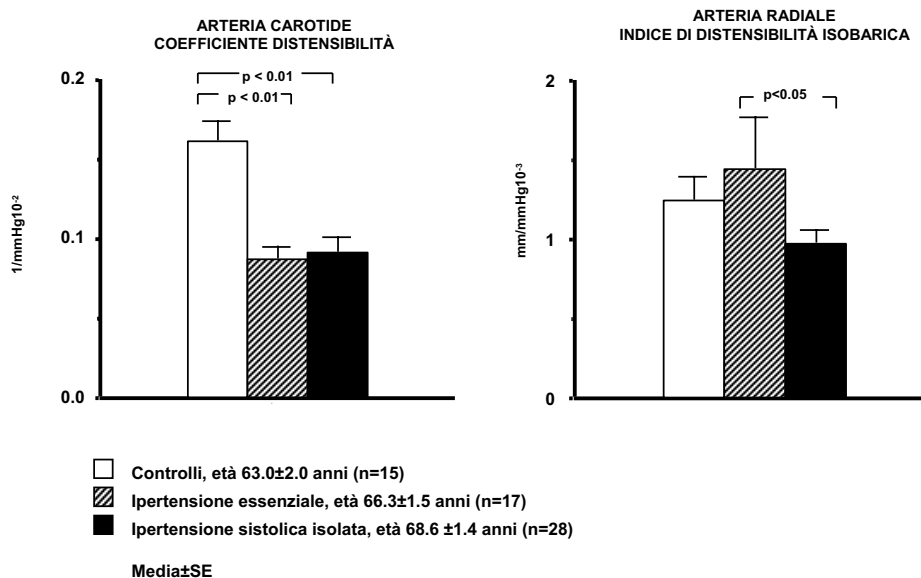 ARTERIA CAROTIDE
COEFFICIENTE DISTENSIBILITÀ
p < 0.01
p < 0.01
0.2
0.1
0.0
1/mmHg10-2
ARTERIA RADIALE
INDICE DI DISTENSIBILITÀ ISOBARICA
p<0.05
2
1
0
mm/mmHg10-3
Controlli, età 63.0±2.0 anni (n=15)
Ipertensione essenziale, età 66.3±1.5 anni (n=17)
Ipertensione sistolica isolata, età 68.6 ±1.4 anni (n=28)
Media±SE